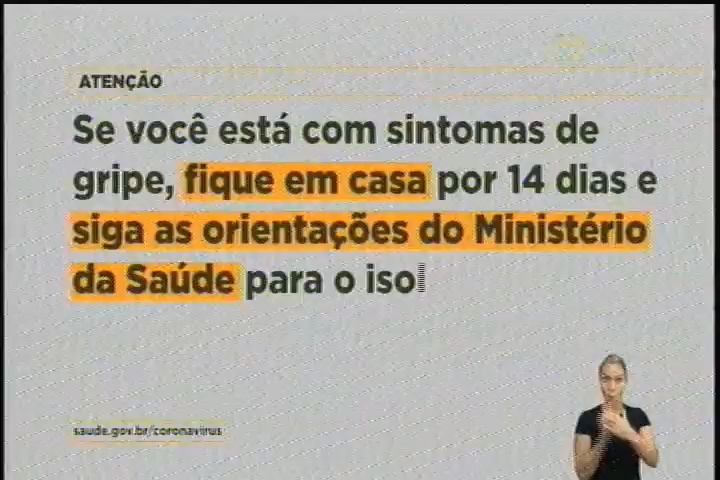 ATENÇÃO
Se você está com sintomas de
gripe, fique em casa por 14 dias e
siga as orientações do Ministério
da Saúde para o iso
saude.gov.br/coronavirus